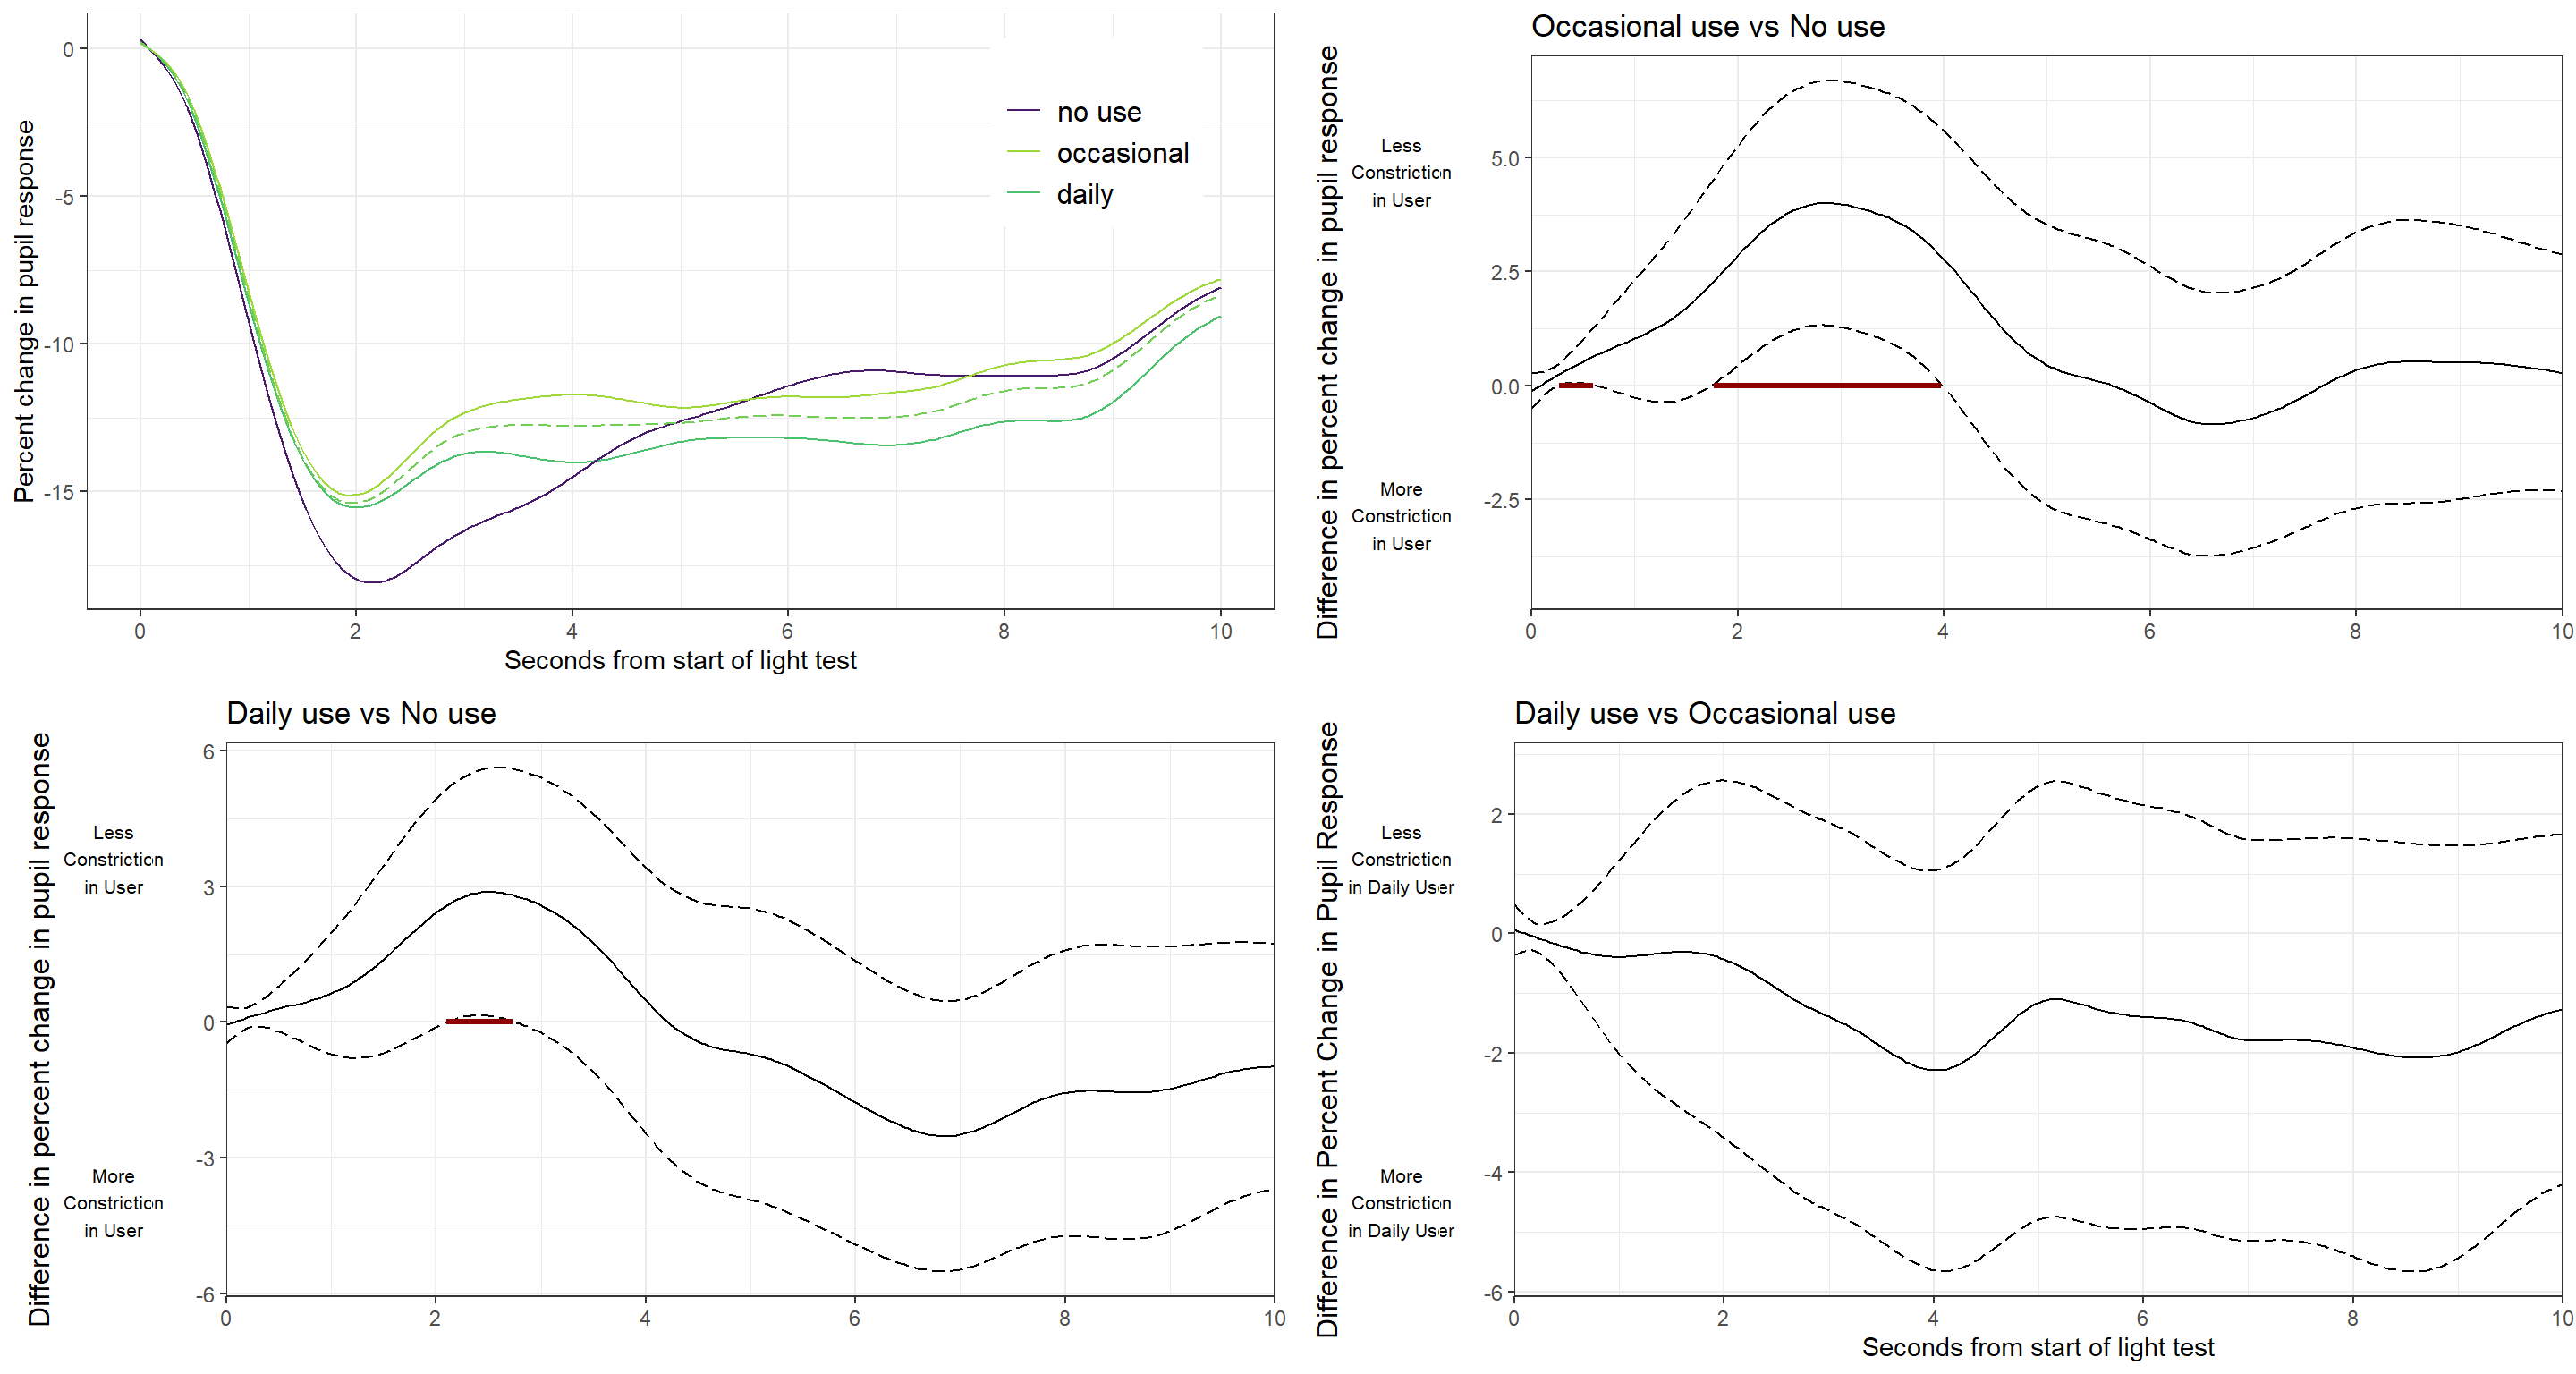 Percent change in pupil response
0
-5
-10
-15
no use
occasional
daily
0
2
4
6
8
10
Seconds from start of light test
Occasional use vs No use
Difference in percent change in pupil response
Less
Constriction
in User
More
Constriction
in User
5.0
2.5
0.0
-2.5
0
2
4
6
8
10
Daily use vs No use
Difference in percent change in pupil response
Less
Constriction
in User
More
Constriction
in User
6
3
0
-3
-6
0
2
4
6
8
10
Daily use vs Occasional use
Difference in Percent Change in Pupil Response
Less
Constriction
in Daily User
More
Constriction
in Daily User
2
0
-2
-4
-6
0
2
4
6
8
10
Seconds from start of light test